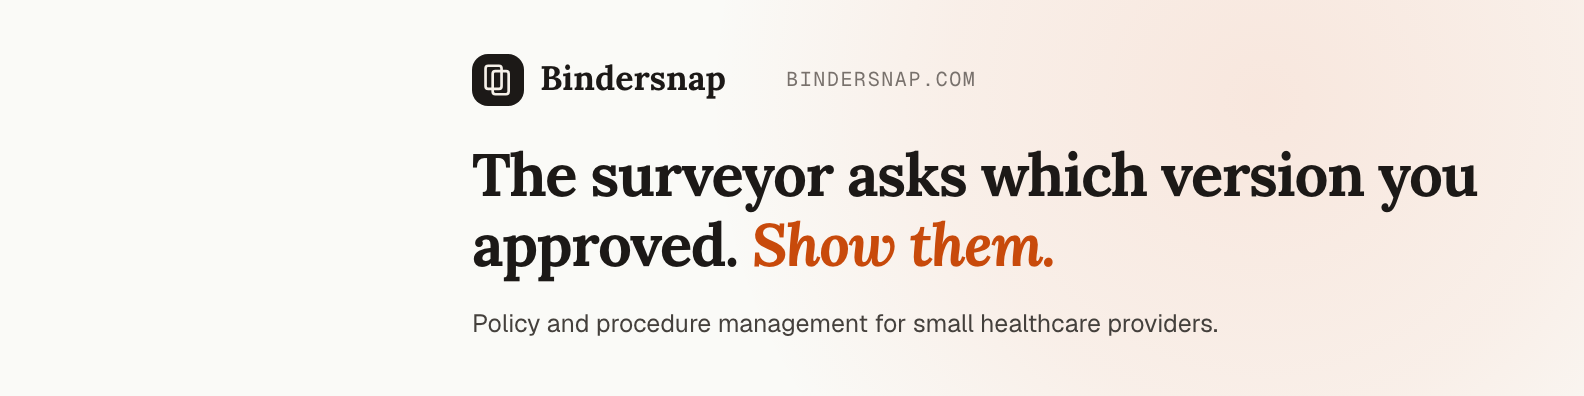 Bindersnap BINDERSNAP.COM
The surveyor asks which version you
approved. Show them.
Policy and procedure management for small healthcare providers.